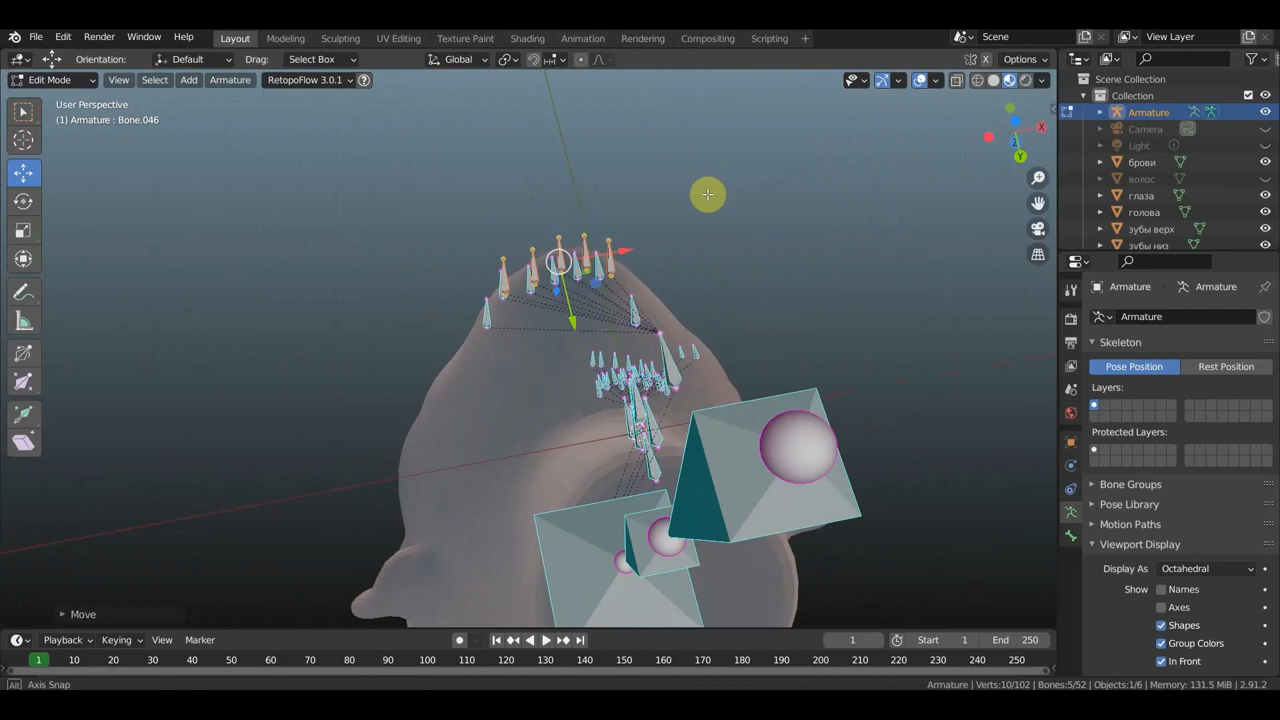 File Edit Render Window Help Layout Modeling Sculpting UV Editing Texture Paint Shading Animation Rendering Compositing Scripting + Scene View Layer
Orientation: Default Drag: Select Box Global X Options
Edit Mode View Select Add Armature RetopoFlow 3.0.1 ?
User Perspective
(1) Armature : Bone.046
X
Z
Y
Move
Scene Collection
Collection
Armature
Camera
Light
брови
волос
глаза
голова
зубы верх
зубы низ
Armature Armature
Armature
Skeleton
Pose Position Rest Position
Layers:
Protected Layers:
Bone Groups
Pose Library
Motion Paths
Viewport Display
Display As Octahedral
Show Names
Axes
Shapes
Group Colors
In Front
Playback Keying View Marker 1 Start 1 End 250
1 10 20 30 40 50 60 70 80 90 100 110 120 130 140 150 160 170 180 190 200 210 220 230 240 250
Alt Axis Snap Armature | Verts:10/102 | Bones:5/52 | Objects:1/6 | Memory: 131.5 MiB | 2.91.2